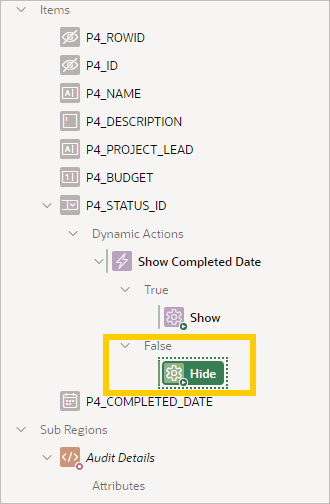 Items
P4_ROWID
P4_ID
P4_NAME
P4_DESCRIPTION
P4_PROJECT_LEAD
P4_BUDGET
P4_STATUS_ID
Dynamic Actions
Show Completed Date
True
Show
False
Hide
P4_COMPLETED_DATE
Sub Regions
Audit Details
Attributes